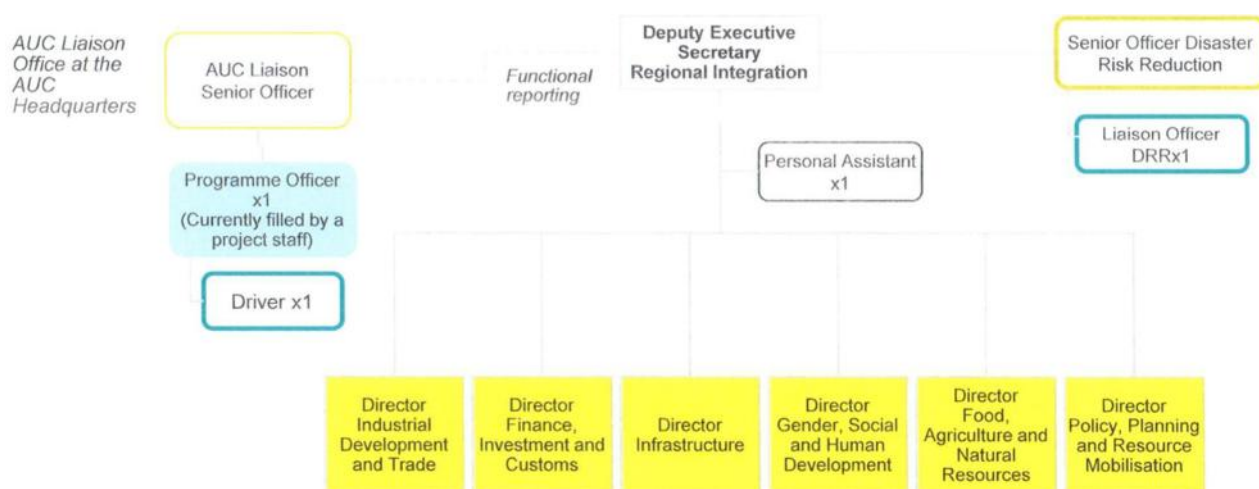 AUC Liaison
Office at the
AUC
Headquarters
AUC Liaison
Senior Officer
Functional
reporting
Deputy Executive
Secretary
Regional Integration
Senior Officer Disaster
Risk Reduction
Liaison Officer
DRRx1
Personal Assistant
x1
Programme Officer
x1
(Currently filled by a
project staff)
Driver x1
Director
Industrial
Development
and Trade
Director
Finance,
Investment and
Customs
Director
Infrastructure
Director
Gender, Social
and Human
Development
Director
Food,
Agriculture and
Natural
Resources
Director
Policy, Planning
and Resource
Mobilisation